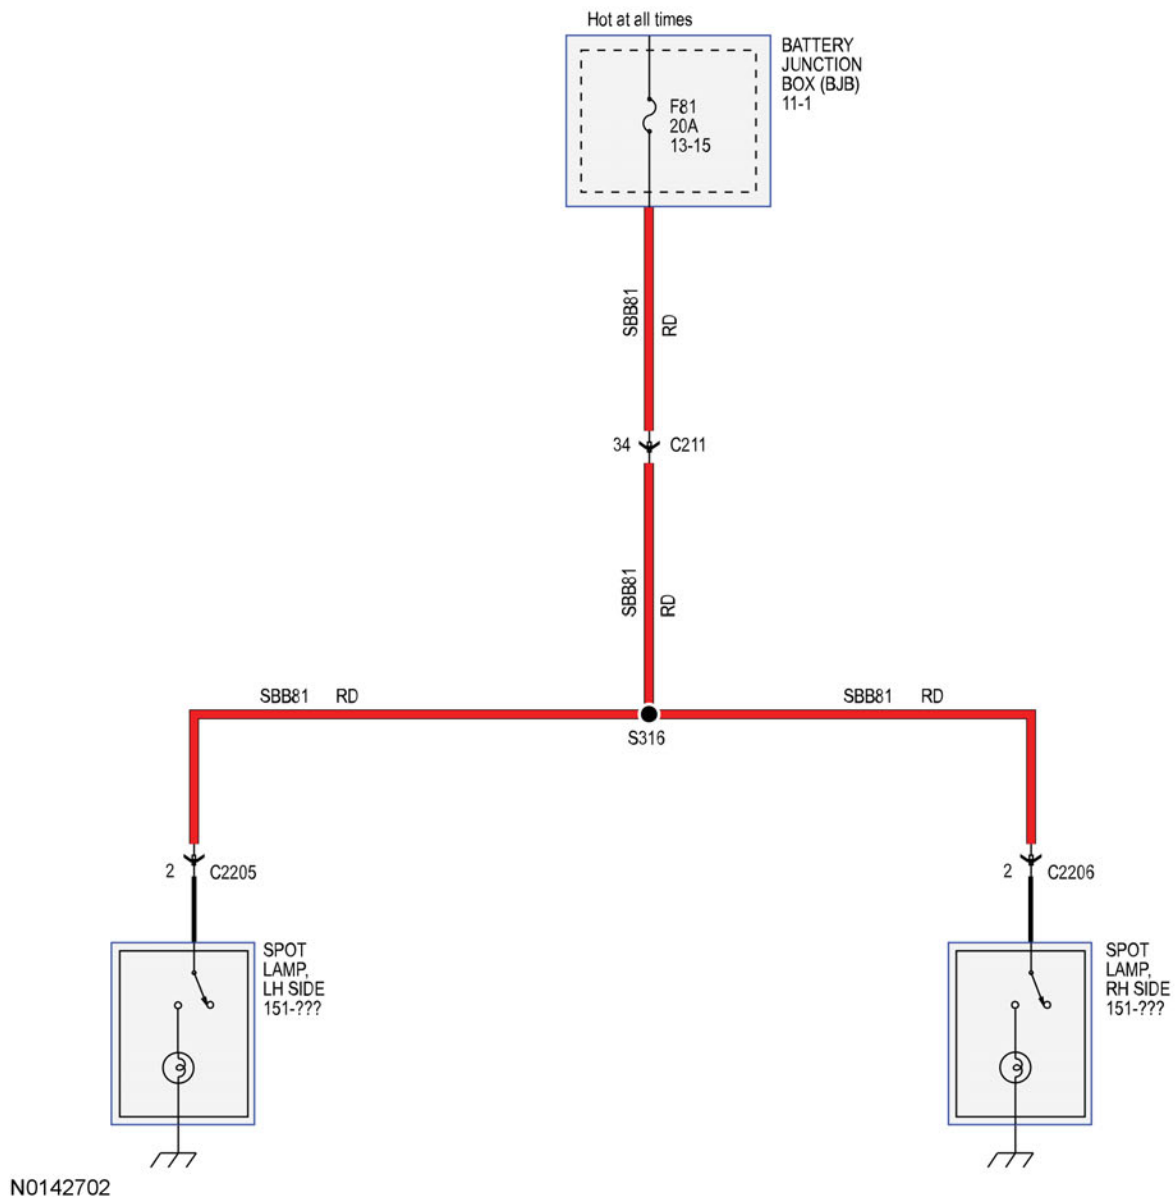 Hot at all times
BATTERY
JUNCTION
BOX (BJB)
11-1
F81
20A
13-15
SBB81
RD
34
C211
SBB81
RD
SBB81 RD
SBB81 RD
S316
2
C2205
2
C2206
SPOT
LAMP,
LH SIDE
151-???
SPOT
LAMP,
RH SIDE
151-???
N0142702